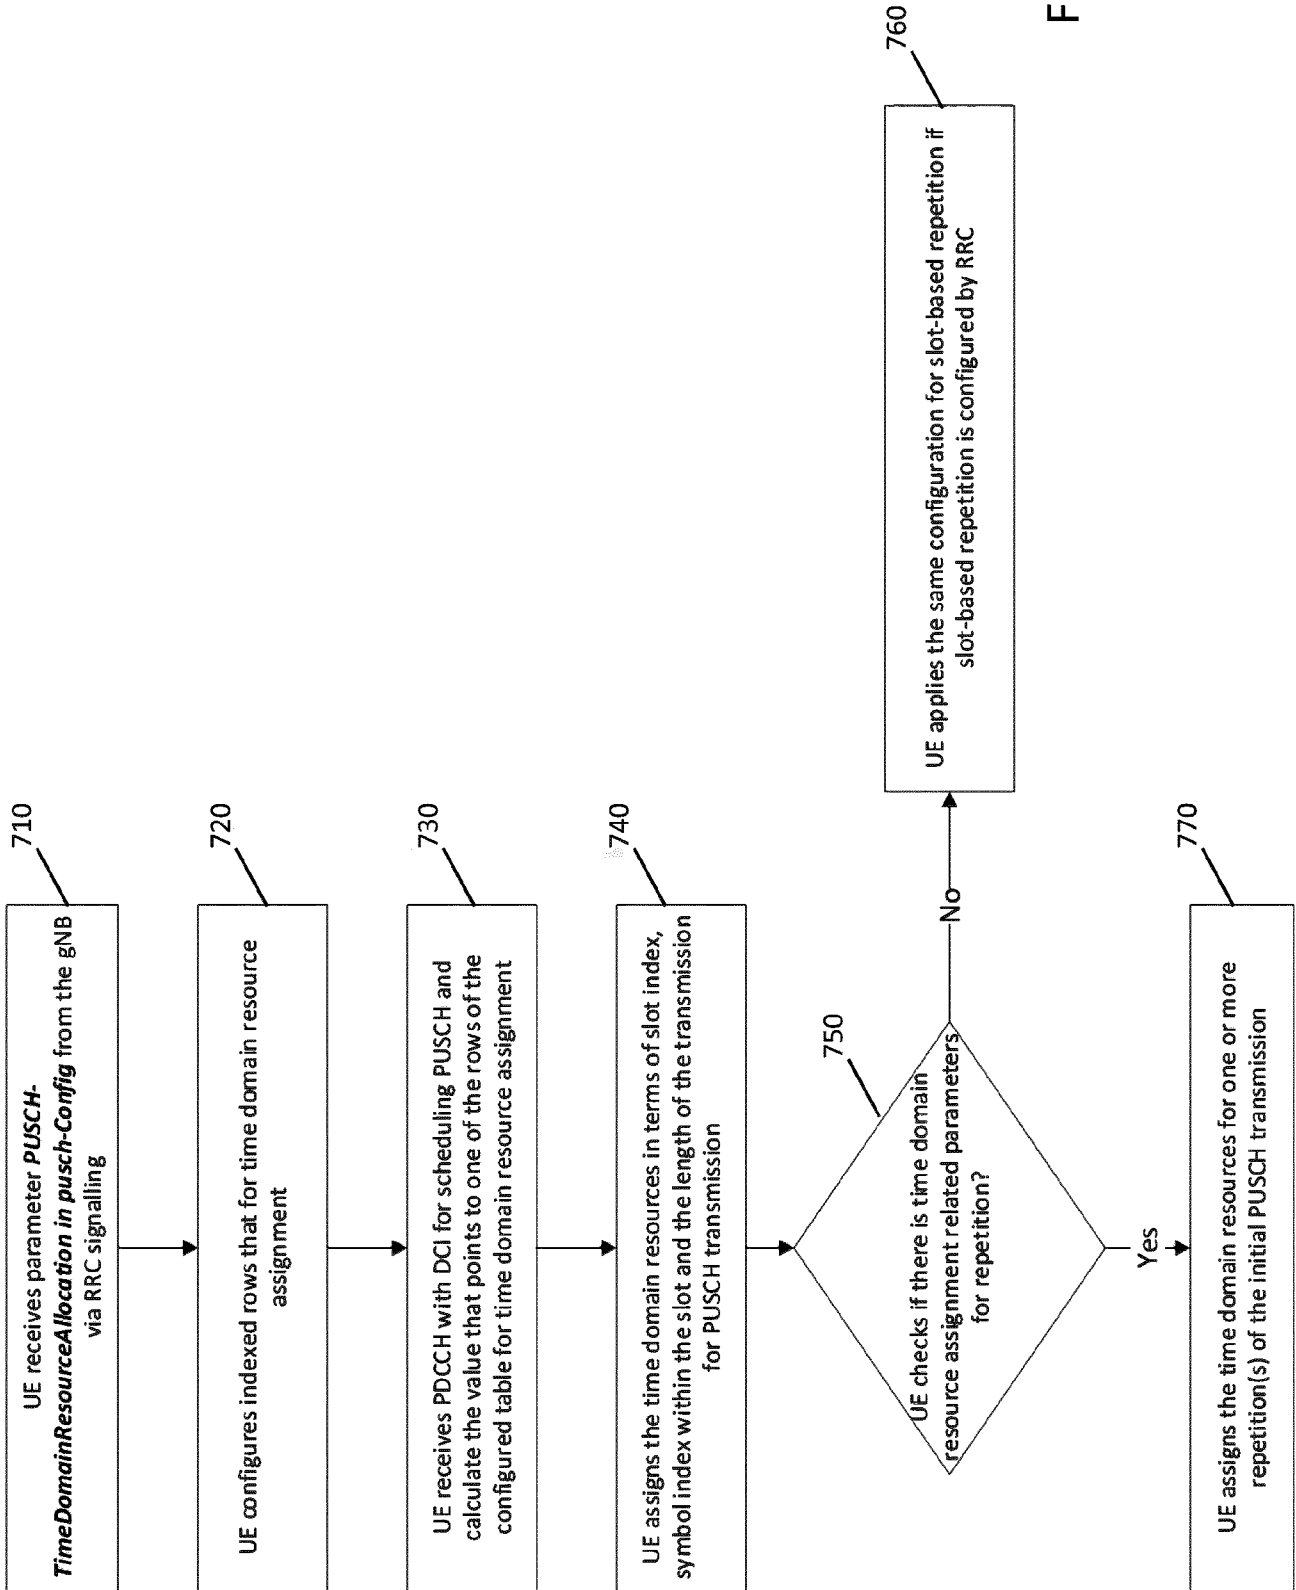 710
UE receives parameter PUSCH-
TimeDomainResourceAllocation in pusch-Config from the gNB
via RRC signalling
720
UE configures indexed rows that for time domain resource
assignment
730
UE receives PDCCH with DCI for scheduling PUSCH and
calculate the value that points to one of the rows of the
configured table for time domain resource assignment
740
UE assigns the time domain resources in terms of slot index,
symbol index within the slot and the length of the transmission
for PUSCH transmission
750
UE checks if there is time domain
resource assignment related parameters
for repetition?
No
760
UE applies the same configuration for slot-based repetition if
slot-based repetition is configured by RRC
Yes
770
UE assigns the time domain resources for one or more
repetition(s) of the initial PUSCH transmission
F